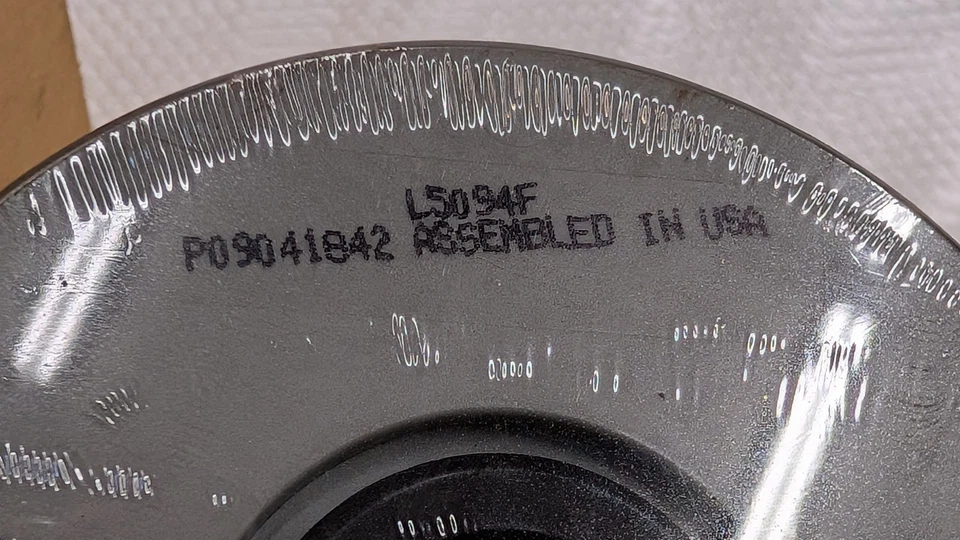 L5094F
P09041842 ASSEMBLED IN USA